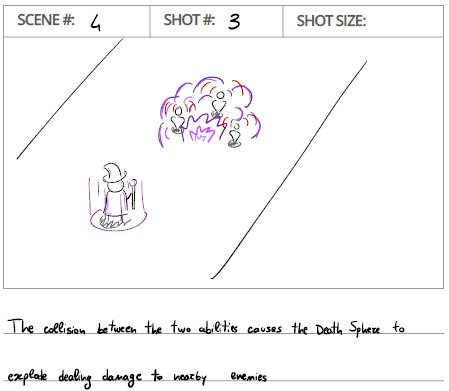 SCENE #: 4 SHOT #: 3 SHOT SIZE:
The collision between the two abilities causes the Death Sphere to
explode dealing damage to nearby enemies